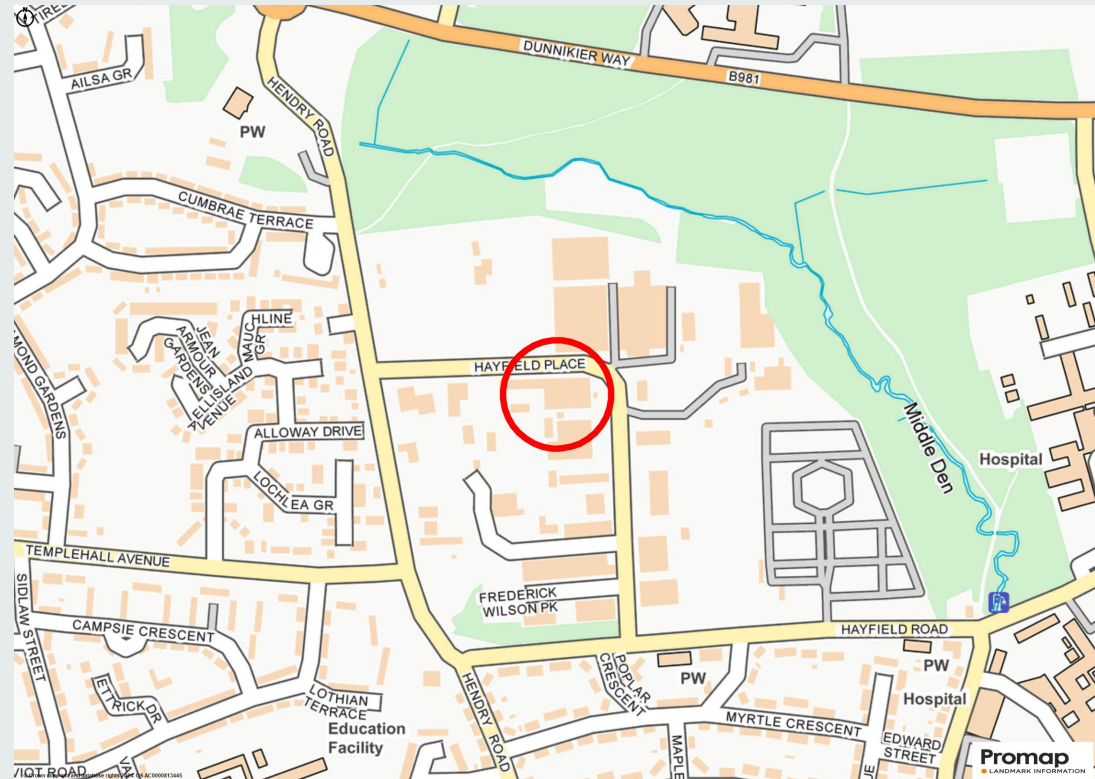 DUNNIKIER WAY
B981
AILSA GR
HENDRY ROAD
PW
CUMBRAE TERRACE
MAUCHLINE
GR
JEAN
ARMOUR
GARDENS
ELLISLAND
AVENUE
MOND GARDENS
HAYFIELD PLACE
ALLOWAY DRIVE
LOCHLEA GR
Middle Den
Hospital
TEMPLEHALL AVENUE
SIDLAW STREET
FREDERICK
WILSON PK
CAMPSIE CRESCENT
HAYFIELD ROAD
ETTRICK DR
LOTHIAN
TERRACE
Education
Facility
HENDRY ROAD
POPLAR
CRESCENT
PW
PW
Hospital
MYRTLE CRESCENT
EDWARD
STREET
MAPLE
UE
VA
VIOT ROAD
Promap
LANDMARK INFORMATION